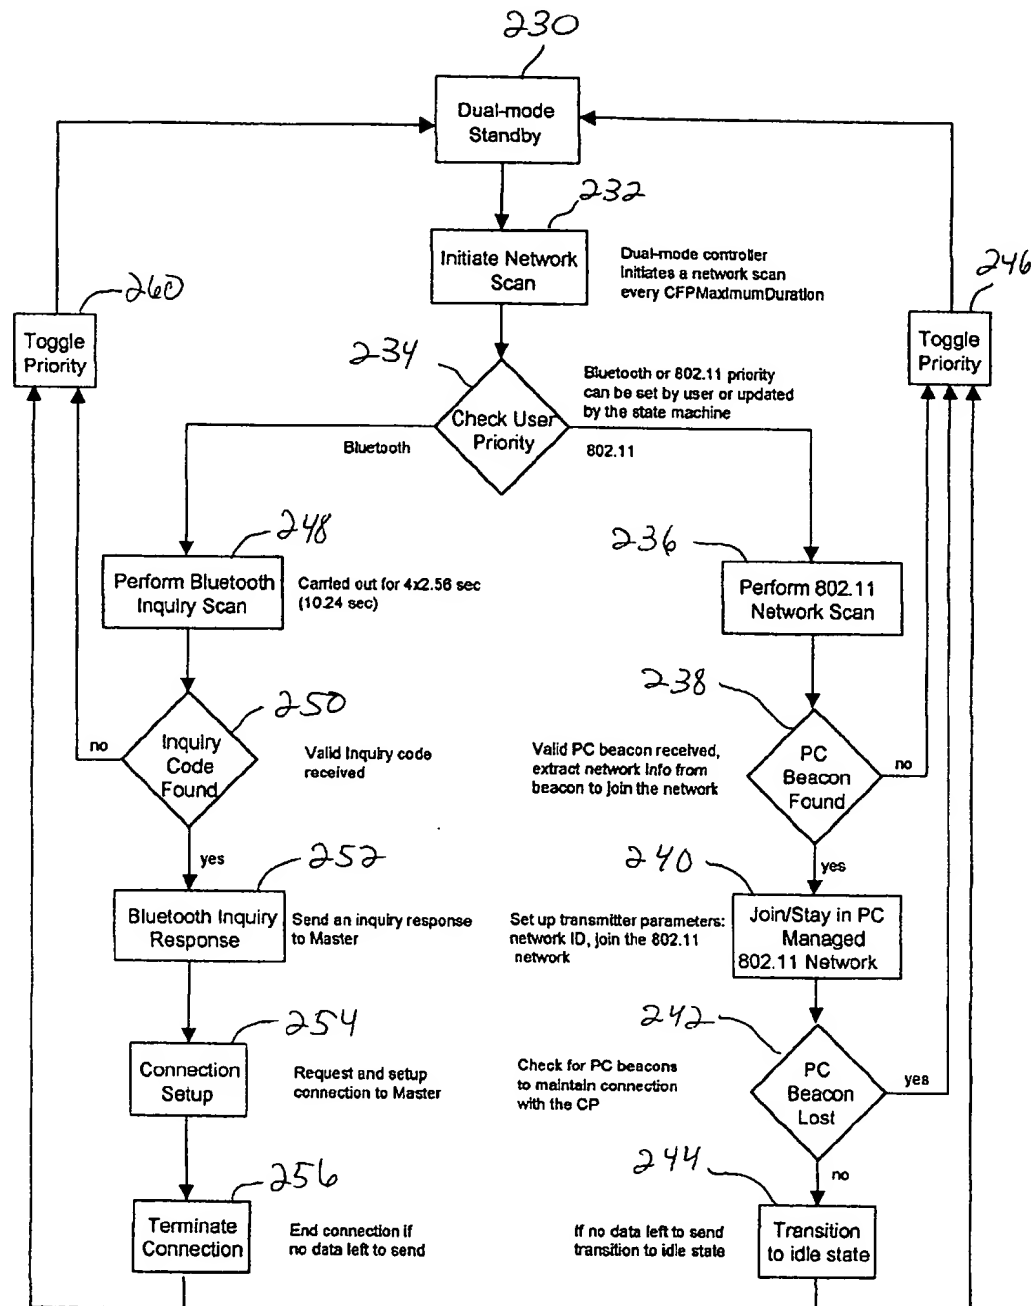 230
Dual-mode
Standby
232
Initiate Network
Scan
Dual-mode controller
Initiates a network scan
every CFPMaximumDuration
246
260
Toggle
Priority
Toggle
Priority
234
Bluetooth or 802.11 priority
can be set by user or updated
by the state machine
Check User
Priority
Bluetooth
802.11
248
236
Perform Bluetooth
Inquiry Scan
Carried out for 4x2.56 sec
(10.24 sec)
Perform 802.11
Network Scan
238
250
no
Inquiry
Code
Found
Valid Inquiry code
received
Valid PC beacon received,
extract network info from
beacon to join the network
PC
Beacon
Found
no
yes
252
240
yes
Bluetooth Inquiry
Response
Send an inquiry response
to Master
Set up transmitter parameters:
network ID, join the 802.11
network
Join/Stay in PC
Managed
802.11 Network
254
242
Connection
Setup
Request and setup
connection to Master
Check for PC beacons
to maintain connection
with the CP
PC
Beacon
Lost
yes
256
244
no
Terminate
Connection
End connection if
no data left to send
If no data left to send
transition to idle state
Transition
to idle state